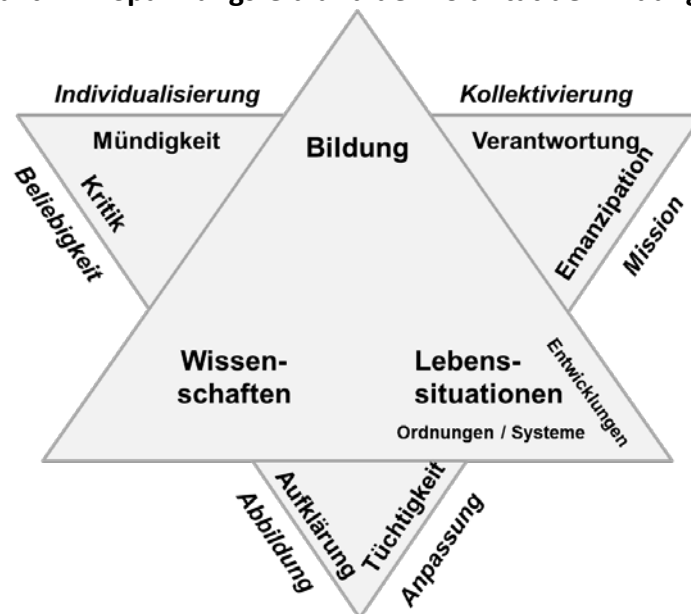 Individualisierung
Kollektivierung
Mündigkeit
Bildung
Verantwortung
Kritik
Beliebigkeit
Emanzipation
Mission
Wissen-
schaften
Lebens-
situationen
Entwicklungen
Ordnungen / Systeme
Abbildung
Aufklärung
Tüchtigkeit
Anpassung